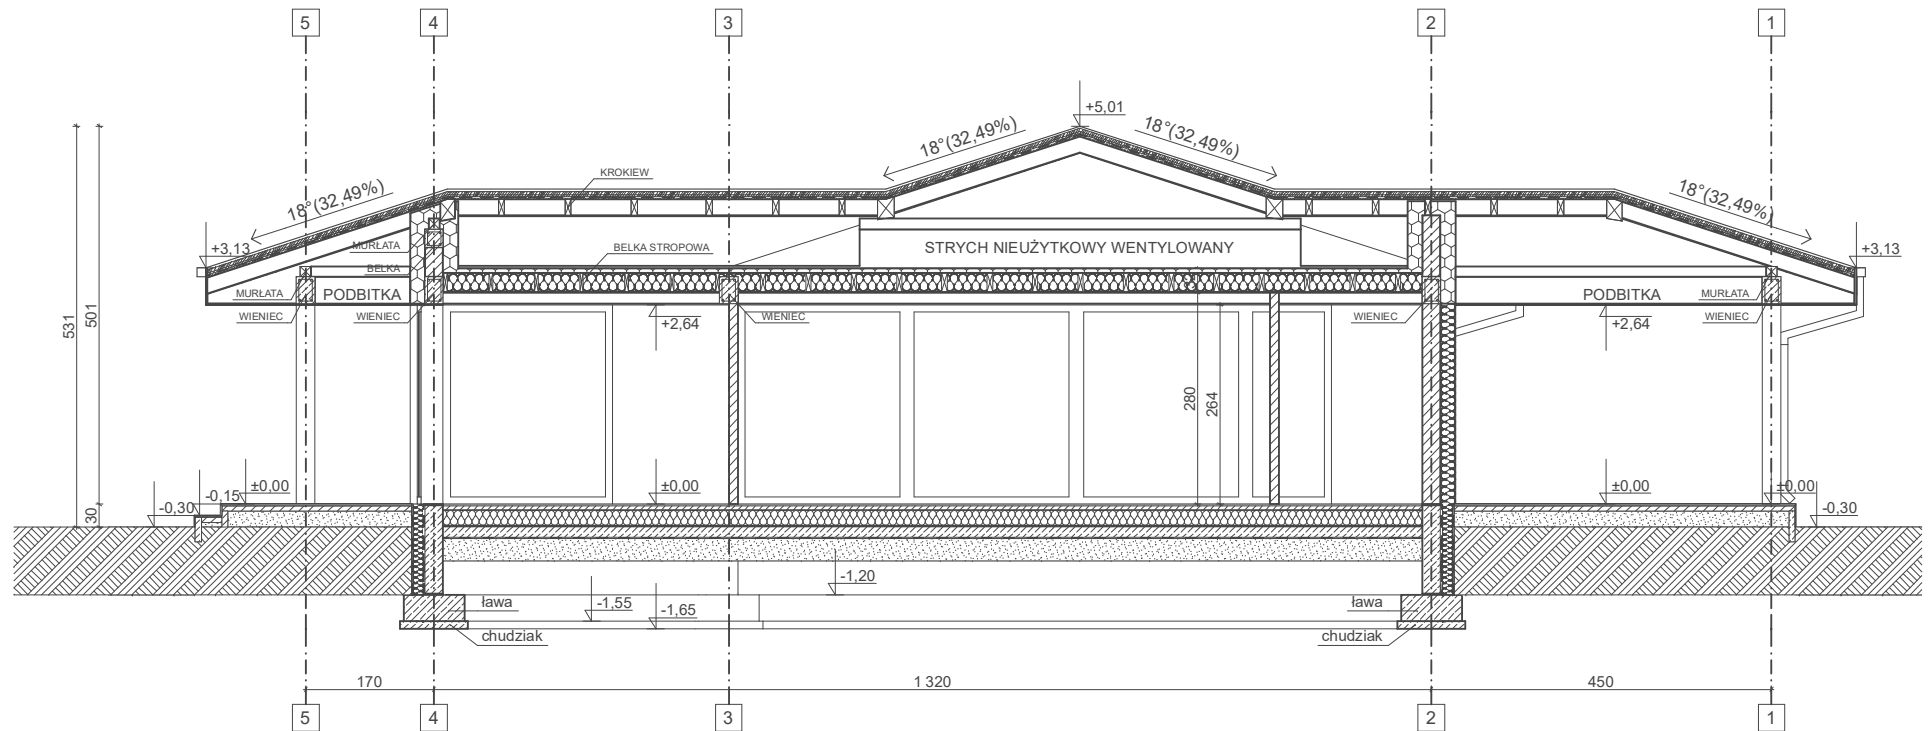 5
4
3
2
1
+5,01
18°(32,49%)
18°(32,49%)
KROKIEW
18°(32,49%)
18°(32,49%)
MURŁATA
BELKA STROPOWA
STRYCH NIEUŻYTKOWY WENTYLOWANY
+3,13
+3,13
BELKA
MURŁATA
PODBITKA
PODBITKA
MURŁATA
WIENIEC
WIENIEC
WIENIEC
WIENIEC
WIENIEC
+2,64
+2,64
531
501
280
264
30
-0,30
-0,15
±0,00
±0,00
±0,00
±0,00
-0,30
-1,20
ława
-1,55
-1,65
ława
chudziak
chudziak
170
1 320
450
5
4
3
2
1